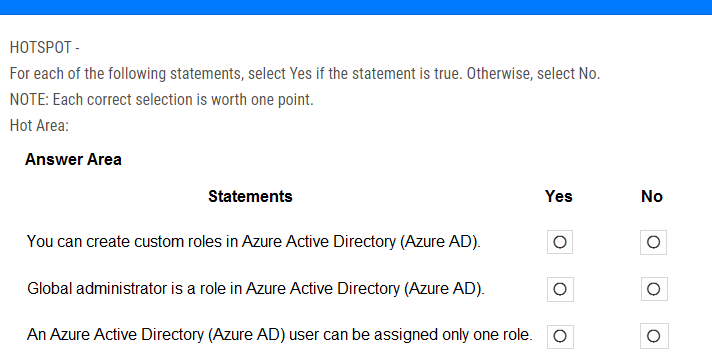 HOTSPOT -
For each of the following statements, select Yes if the statement is true. Otherwise, select No.
NOTE: Each correct selection is worth one point.
Hot Area:
Answer Area
Statements Yes No
You can create custom roles in Azure Active Directory (Azure AD).
Global administrator is a role in Azure Active Directory (Azure AD).
An Azure Active Directory (Azure AD) user can be assigned only one role.